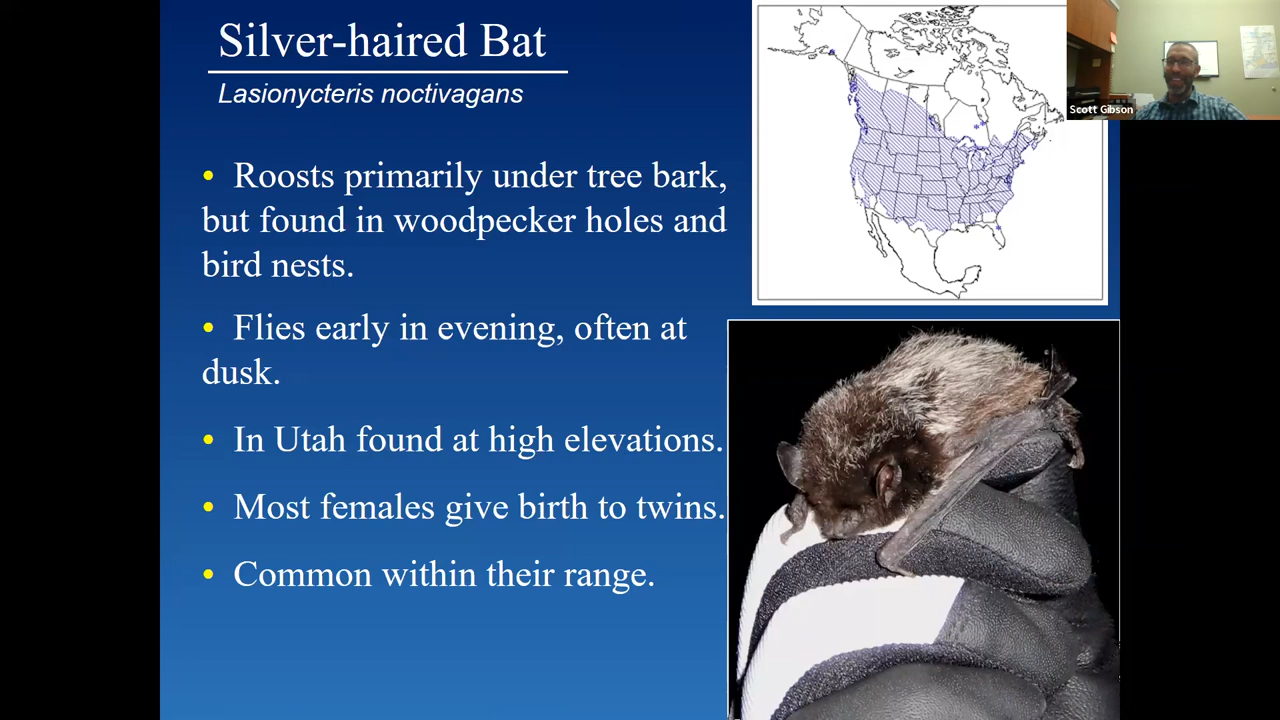 Silver-haired Bat
Lasionycteris noctivagans
• Roosts primarily under tree bark,
but found in woodpecker holes and
bird nests.
• Flies early in evening, often at
dusk.
• In Utah found at high elevations.
• Most females give birth to twins.
• Common within their range.
Scott Gibson